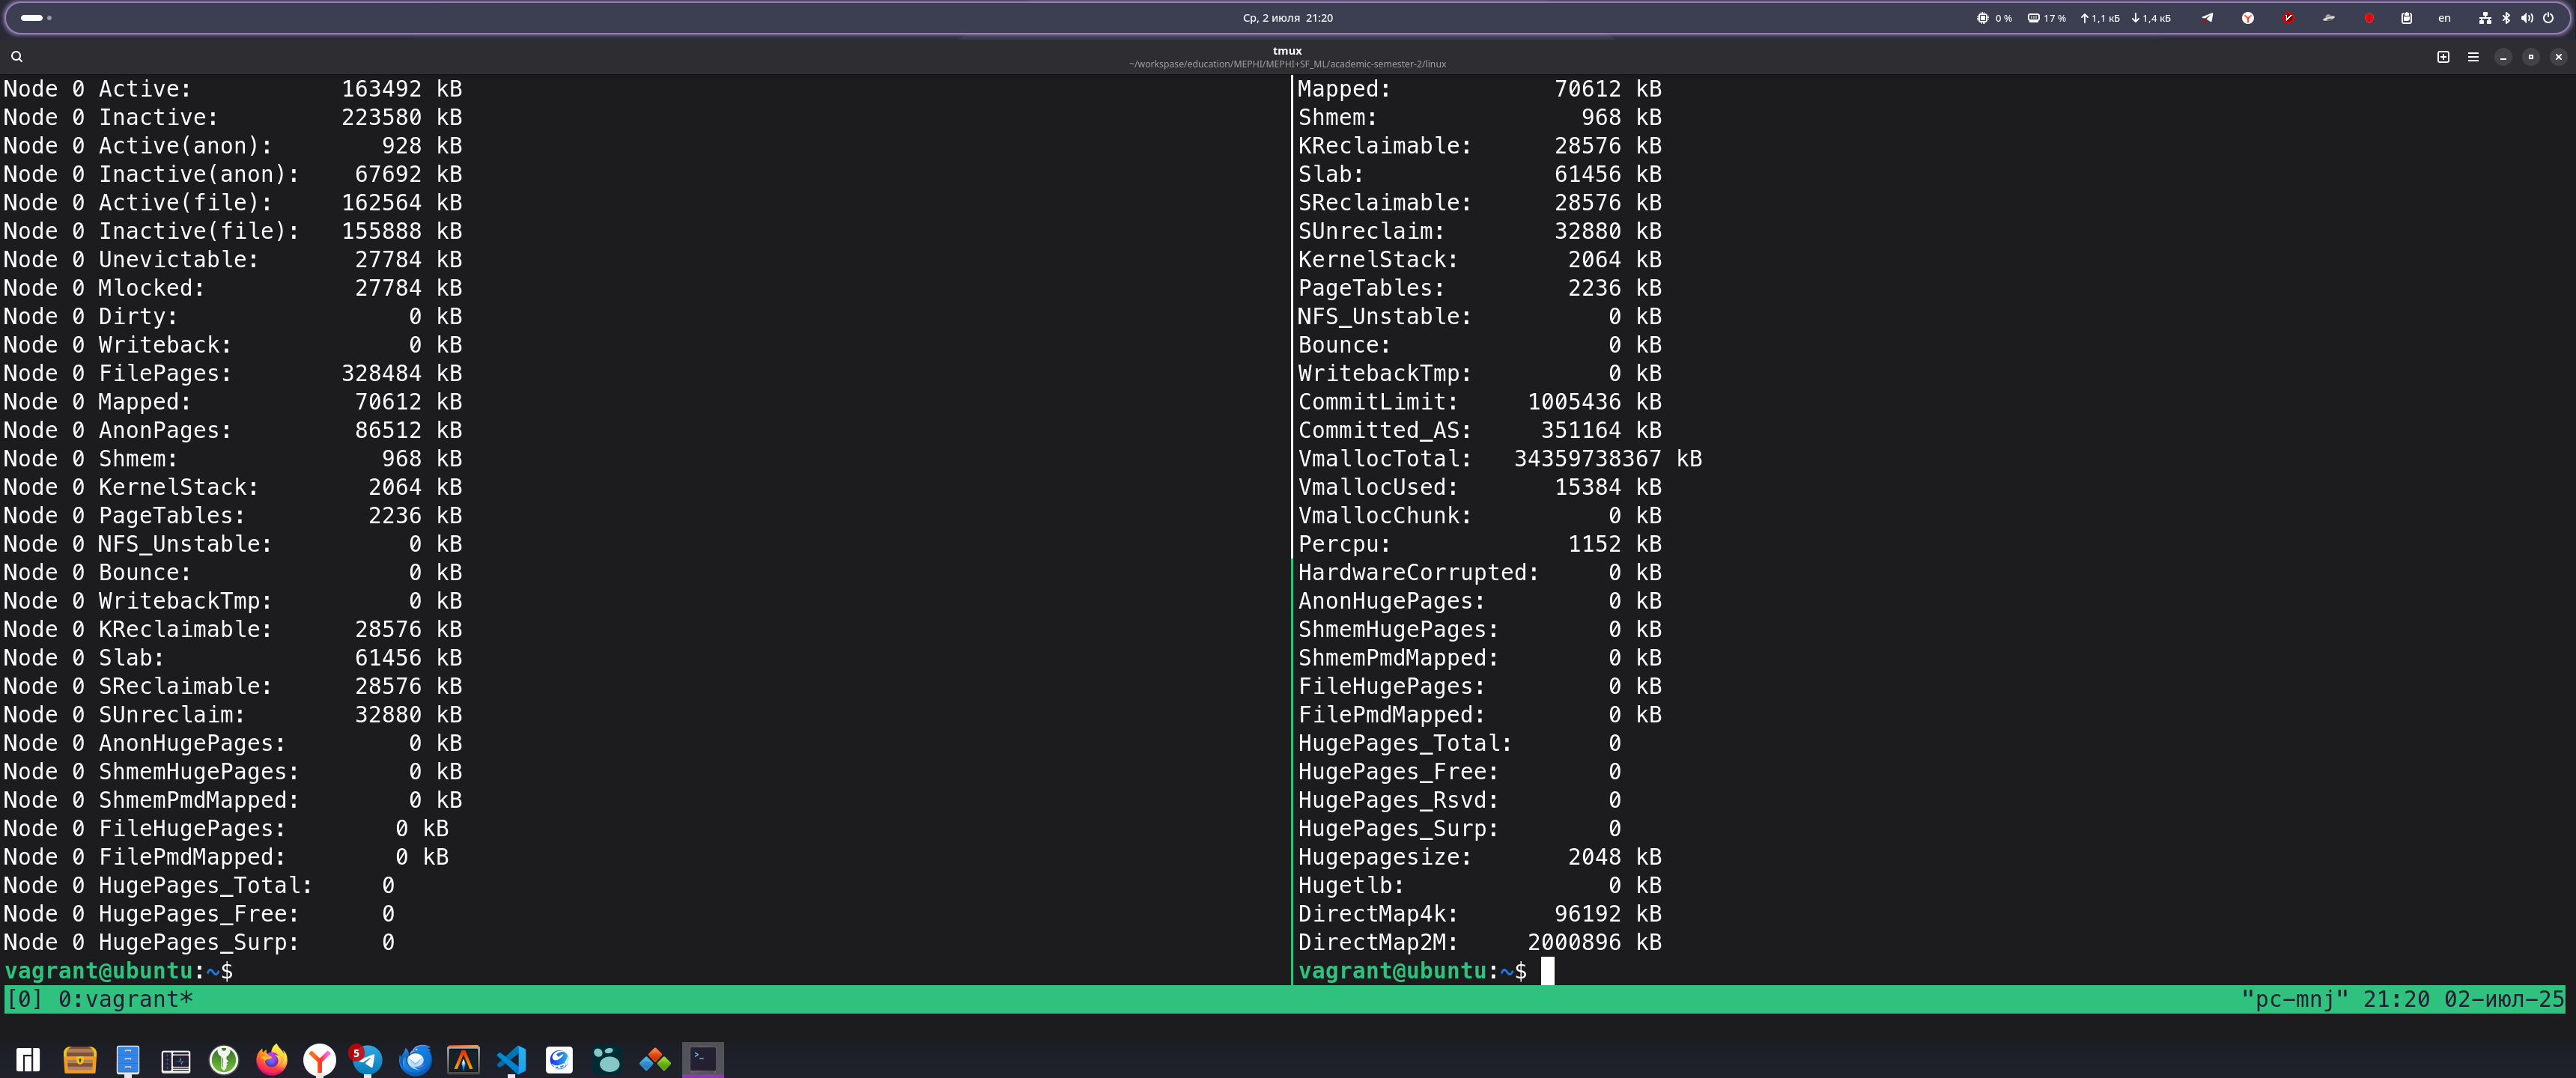 Ср, 2 июля 21:20
0 %
17 %
1,1 кБ
1,4 кБ
en
tmux
~/workspase/education/MEPHI/MEPHI+SF_ML/academic-semester-2/linux
Node 0 Active: 163492 kB
Node 0 Inactive: 223580 kB
Node 0 Active(anon): 928 kB
Node 0 Inactive(anon): 67692 kB
Node 0 Active(file): 162564 kB
Node 0 Inactive(file): 155888 kB
Node 0 Unevictable: 27784 kB
Node 0 Mlocked: 27784 kB
Node 0 Dirty: 0 kB
Node 0 Writeback: 0 kB
Node 0 FilePages: 328484 kB
Node 0 Mapped: 70612 kB
Node 0 AnonPages: 86512 kB
Node 0 Shmem: 968 kB
Node 0 KernelStack: 2064 kB
Node 0 PageTables: 2236 kB
Node 0 NFS_Unstable: 0 kB
Node 0 Bounce: 0 kB
Node 0 WritebackTmp: 0 kB
Node 0 KReclaimable: 28576 kB
Node 0 Slab: 61456 kB
Node 0 SReclaimable: 28576 kB
Node 0 SUnreclaim: 32880 kB
Node 0 AnonHugePages: 0 kB
Node 0 ShmemHugePages: 0 kB
Node 0 ShmemPmdMapped: 0 kB
Node 0 FileHugePages: 0 kB
Node 0 FilePmdMapped: 0 kB
Node 0 HugePages_Total: 0
Node 0 HugePages_Free: 0
Node 0 HugePages_Surp: 0
vagrant@ubuntu:~$
Mapped: 70612 kB
Shmem: 968 kB
KReclaimable: 28576 kB
Slab: 61456 kB
SReclaimable: 28576 kB
SUnreclaim: 32880 kB
KernelStack: 2064 kB
PageTables: 2236 kB
NFS_Unstable: 0 kB
Bounce: 0 kB
WritebackTmp: 0 kB
CommitLimit: 1005436 kB
Committed_AS: 351164 kB
VmallocTotal: 34359738367 kB
VmallocUsed: 15384 kB
VmallocChunk: 0 kB
Percpu: 1152 kB
HardwareCorrupted: 0 kB
AnonHugePages: 0 kB
ShmemHugePages: 0 kB
ShmemPmdMapped: 0 kB
FileHugePages: 0 kB
FilePmdMapped: 0 kB
HugePages_Total: 0
HugePages_Free: 0
HugePages_Rsvd: 0
HugePages_Surp: 0
Hugepagesize: 2048 kB
Hugetlb: 0 kB
DirectMap4k: 96192 kB
DirectMap2M: 2000896 kB
vagrant@ubuntu:~$
[0] 0:vagrant*
"pc-mnj" 21:20 02-июл-25
5